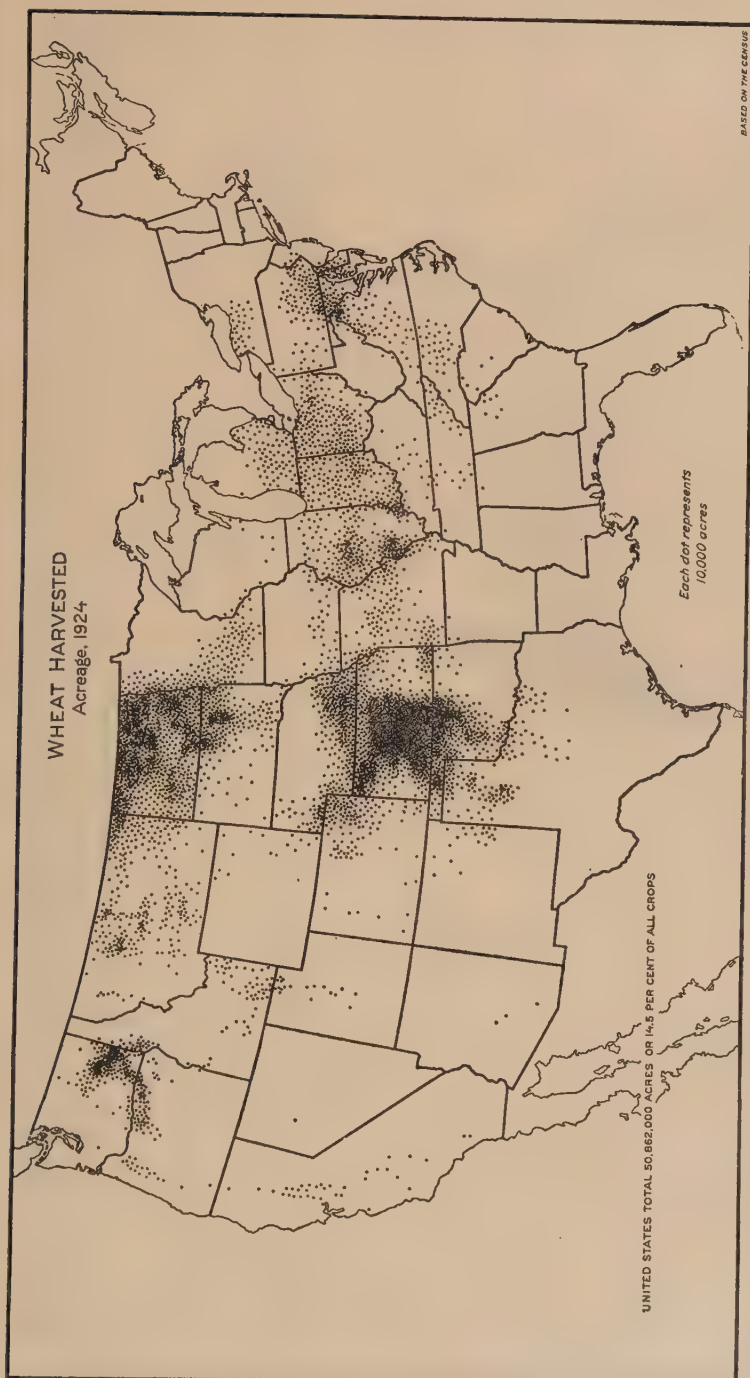 WHEAT HARVESTED
Acreage, 1924
Each dot represents
10,000 acres
UNITED STATES TOTAL 50,862,000 ACRES OR 14.5 PER CENT OF ALL CROPS
BASED ON THE CENSUS